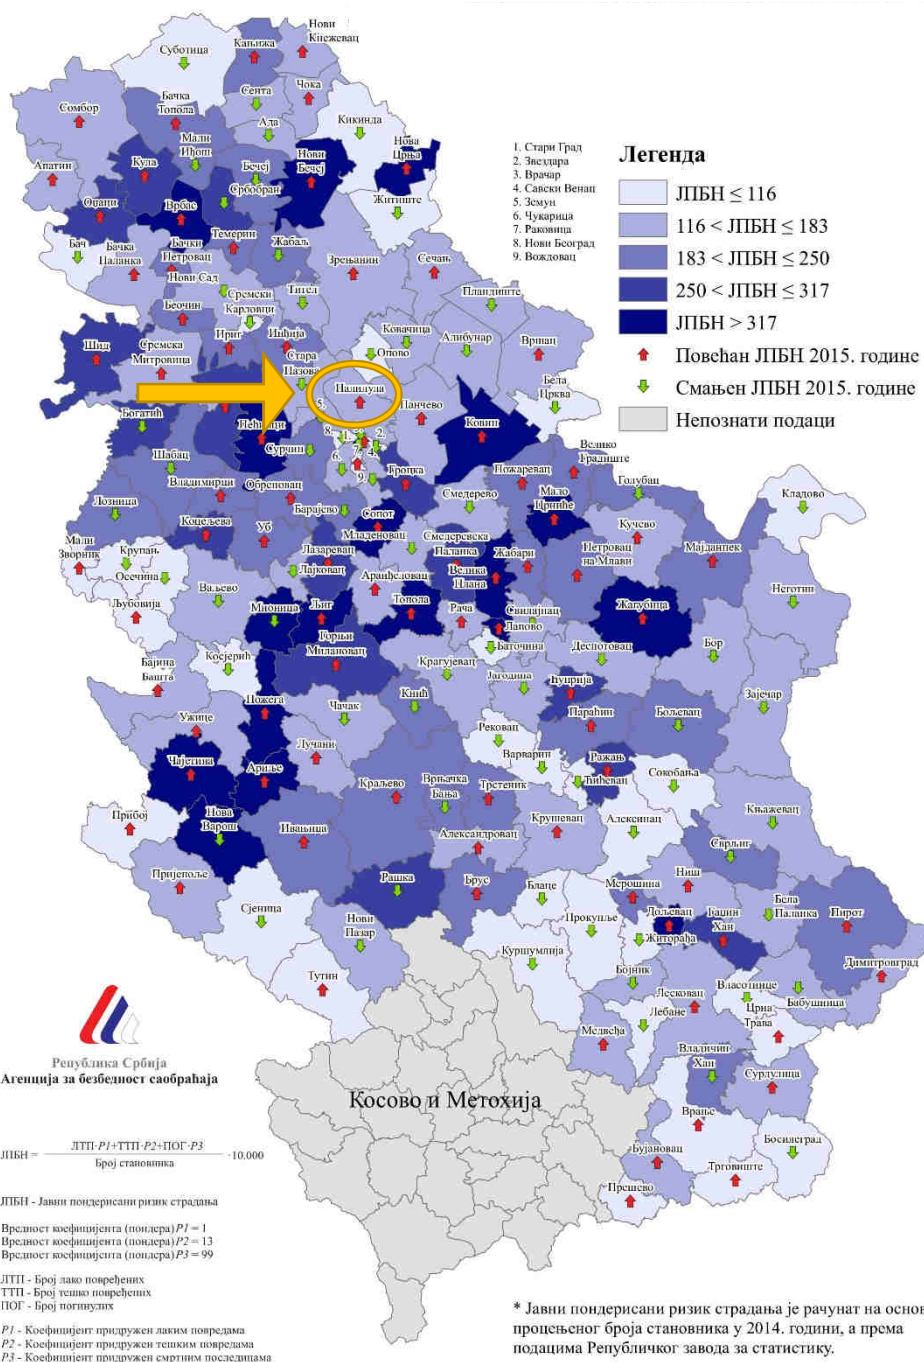 Нови
Кнежевац
Кањижа
Суботица
Сента
Чока
Бачка
Топола
Сомбор
Ада
Кикинда
Мали
Иђош
Нова
Црња
Апатин
Кула
Бечеј
Нови
Бечеј
Србобран
Оџаци
Врбас
Житиште
Темерин
Бач
Бачка
Паланка
Бачки
Петровац
Жабаљ
Зрењанин
Сечањ
Нови Сад
Тител
Пландиште
Сремски
Карловци
Беочин
Ириг
Инђија
Ковачица
Опово
Алибунар
Вршац
Шид
Сремска
Митровица
Стара
Пазова
Палилула
Бела
Црква
Панчево
Ковин
5.
Богатић
Пећинци
8.
1.
2.
4.
7.
6.
9.
Сурчин
Шабац
Гроцка
Пожаревац
Велико
Градиште
Голубац
Владимирци
Обреновац
Лозница
Барајево
Сопот
Смедерево
Мало
Црниће
Кладово
Коцељева
Уб
Младеновац
Кучево
Мали
Зворник
Крупањ
Осечина
Лазаревац
Смедеревска
Паланка
Жабари
Петровац
на Млави
Мајданпек
Лајковац
Велика
Плана
Аранђеловац
Ваљево
Топола
Неготин
Љубовија
Мионица
Љиг
Рача
Свилајнац
Жагубица
Лапово
Горњи
Милановац
Баточина
Деспотовац
Бор
Косјерић
Бајина
Башта
Крагујевац
Јагодина
Ћуприја
Зајечар
Пожега
Чачак
Кнић
Параћин
Бољевац
Ужице
Лучани
Рековац
Варварин
Ражањ
Чајетина
Ариље
Ћићевац
Сокобања
Краљево
Врњачка
Бања
Трстеник
Прибој
Нова
Варош
Крушевац
Алексинац
Књажевац
Ивањица
Александровац
Сврљиг
Пријепоље
Рашка
Брус
Блаце
Мерошина
Ниш
Бела
Паланка
Сјеница
Прокупље
Дољевац
Гаџин
Хан
Пирот
Нови
Пазар
Житорађа
Куршумлија
Тутин
Бојник
Димитровград
Лесковац
Власотинце
Бабушница
Лебане
Црна
Трава
Медвеђа
Владичин
Хан
Сурдулица
Врање
Босилеград
Бујановац
Трговиште
Прешево
Косово и Метохија
1. Стари Град
2. Звездара
3. Врачар
4. Савски Венац
5. Земун
6. Чукарица
7. Раковица
8. Нови Београд
9. Вождовац
Легенда
ЈПБН ≤ 116
116 < ЈПБН ≤ 183
183 < ЈПБН ≤ 250
250 < ЈПБН ≤ 317
ЈПБН > 317
Повећан ЈПБН 2015. године
Смањен ЈПБН 2015. године
Непознати подаци
Република Србија
Агенција за безбедност саобраћаја
ЈПБН = ЛТП·P1+ТТП·P2+ПОГ·P3
Број становника
·10.000
ЈПБН - Јавни пондерисани ризик страдања
Вредност коефицијента (пондера) P1 = 1
Вредност коефицијента (пондера) P2 = 13
Вредност коефицијента (пондера) P3 = 99
ЛТП - Број лако повређених
ТТП - Број тешко повређених
ПОГ - Број погинулих
P1 - Коефицијент придружен лаким повредама
P2 - Коефицијент придружен тешким повредама
P3 - Коефицијент придружен смртним последицама
* Јавни пондерисани ризик страдања је рачунат на основ
процењеног броја становника у 2014. години, а према
подацима Републичког завода за статистику.